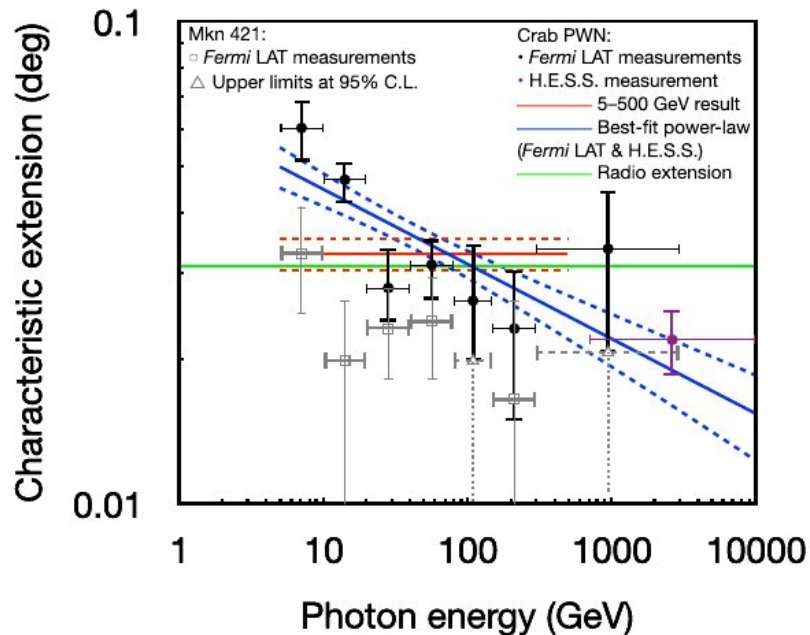 0.1
Mkn 421:
Fermi LAT measurements
Upper limits at 95% C.L.
Crab PWN:
Fermi LAT measurements
H.E.S.S. measurement
5–500 GeV result
Best-fit power-law
(Fermi LAT & H.E.S.S.)
Radio extension
Characteristic extension (deg)
0.01
1 10 100 1000 10000
Photon energy (GeV)